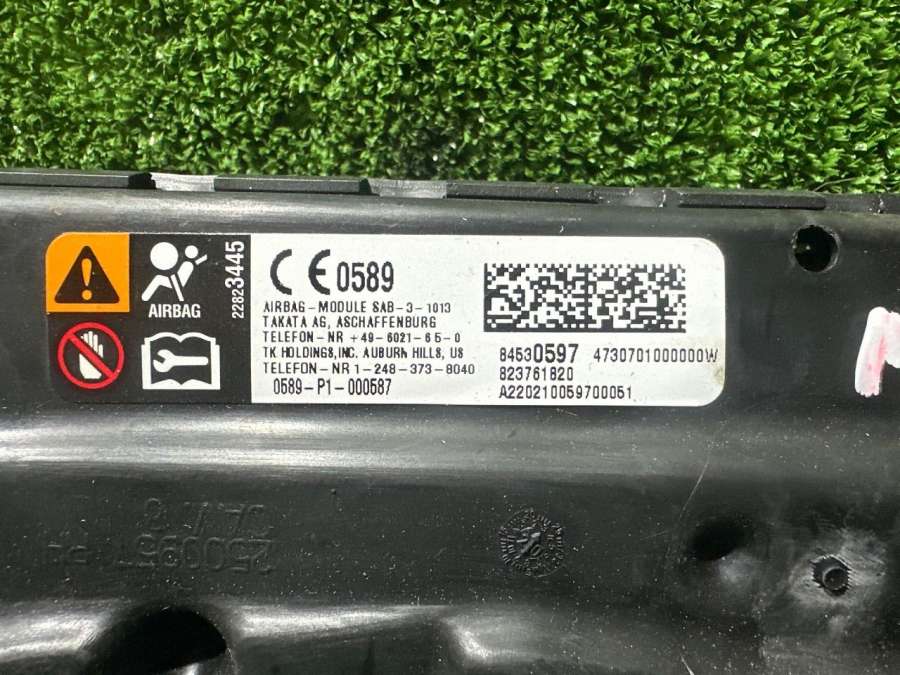 AIRBAG
22823445
CE 0589
AIRBAG-MODULE SAB-3-1013
TAKATA AG, ASCHAFFENBURG
TELEFON-NR +49-6021-65-0
TK HOLDINGS,INC. AUBURN HILLS, US
TELEFON-NR 1-248-373-8040
0589-P1-000587
84530597 4730701000000W
823761820
A220210059700051